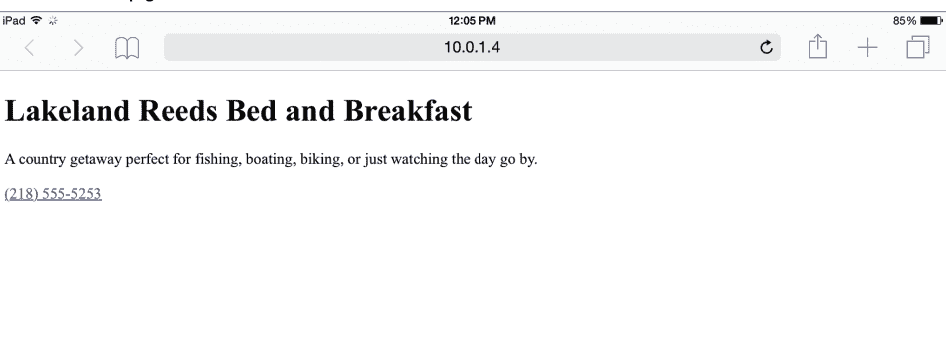 iPad 12:05 PM 85%
10.0.1.4
Lakeland Reeds Bed and Breakfast
A country getaway perfect for fishing, boating, biking, or just watching the day go by.
(218) 555-5253